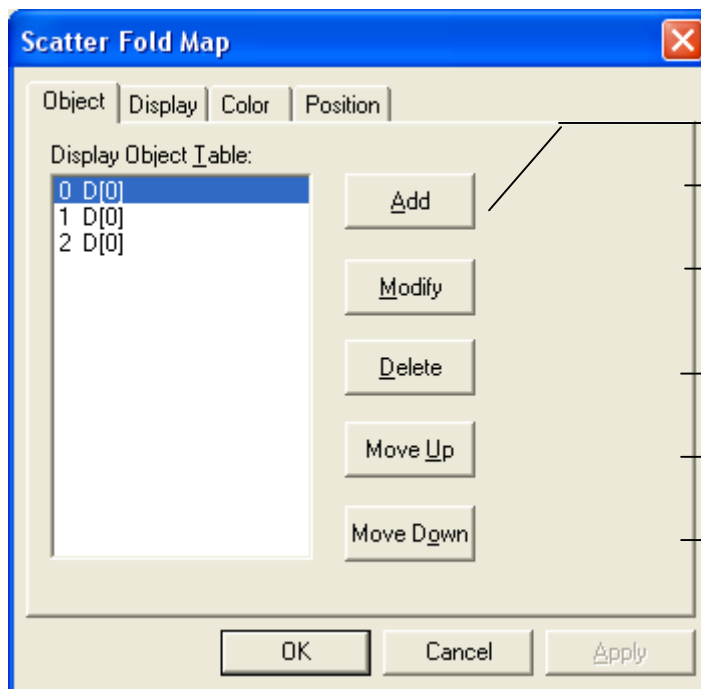 Scatter Fold Map
Object Display Color Position
Display Object Table:
0 D[0]
1 D[0]
2 D[0]
Add
Modify
Delete
Move Up
Move Down
OK Cancel Apply